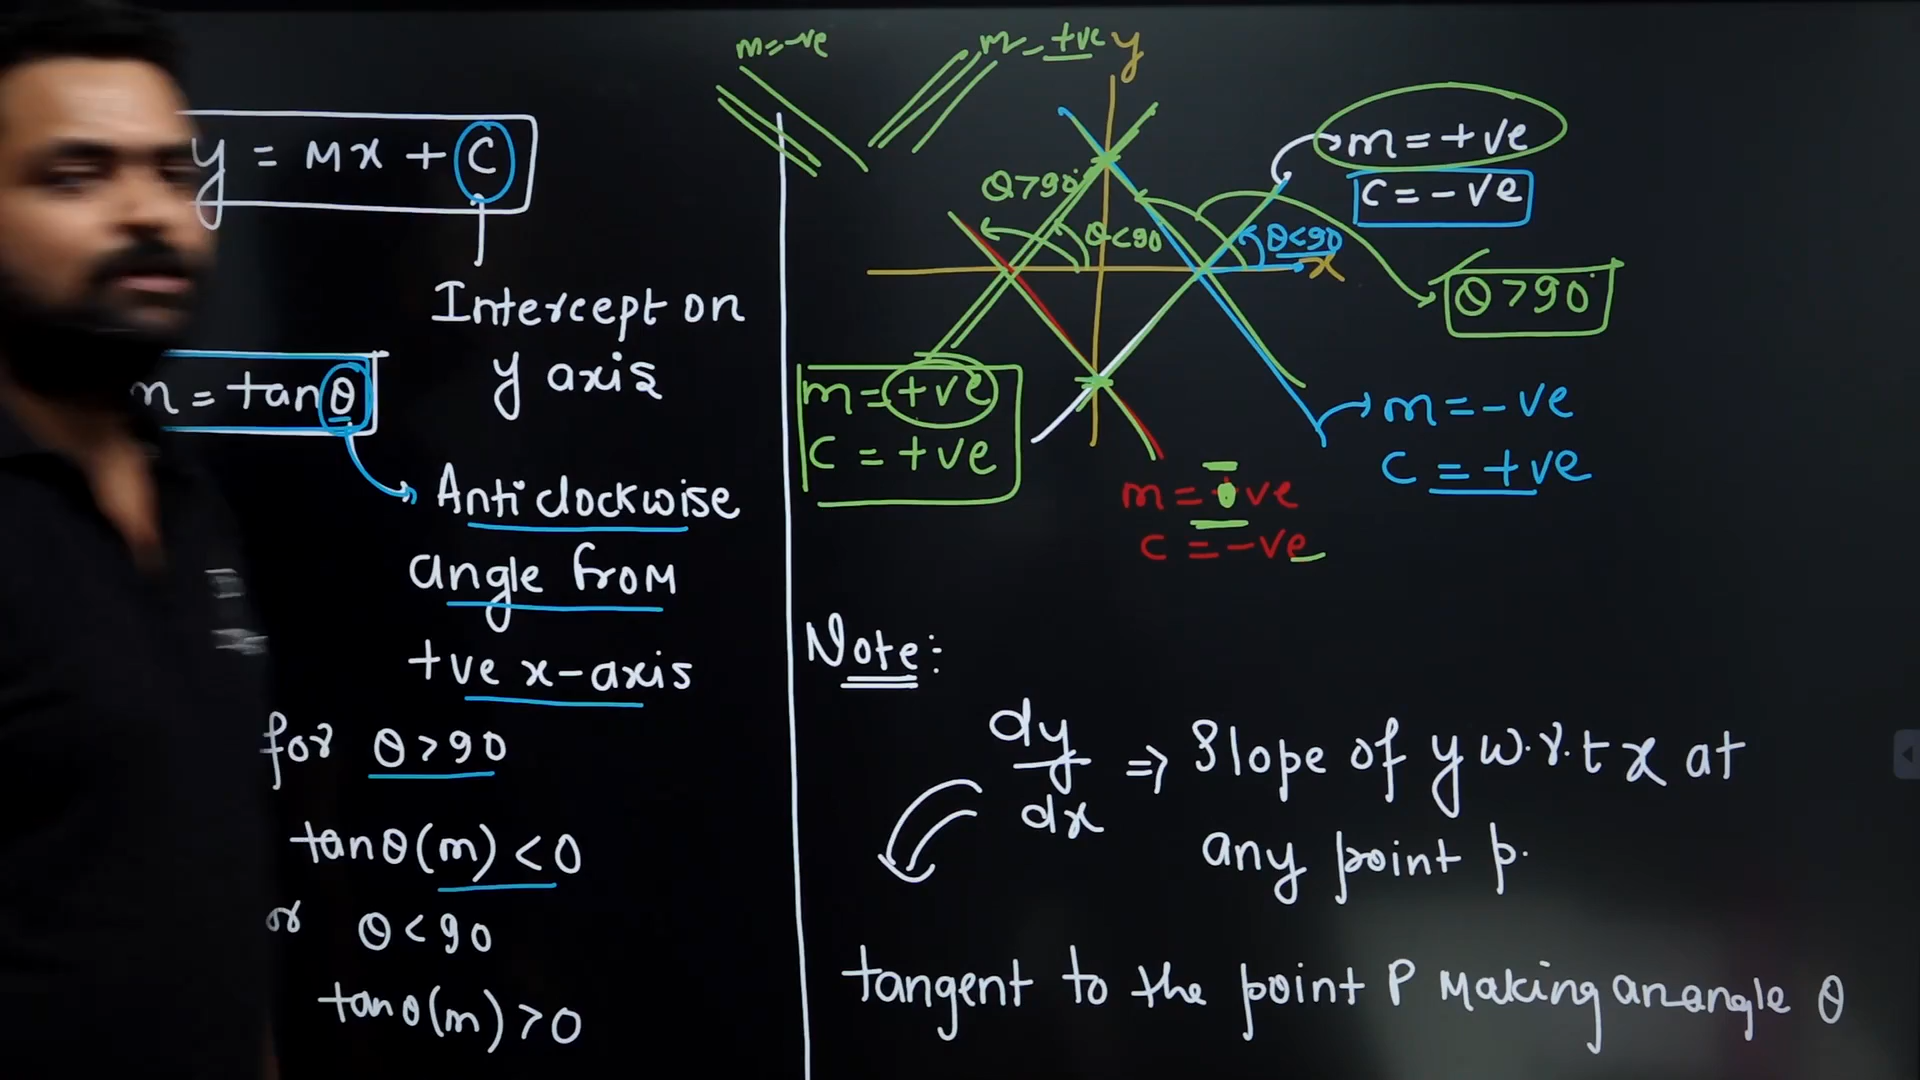 y = mx + c
Intercept on
y axis
m = tanθ
Anticlockwise
angle from
+ve x-axis
for θ > 90
tanθ(m) < 0
or θ < 90
tanθ(m) > 0
m = -ve
m = +ve
y
m = +ve
c = -ve
θ > 90°
θ < 90
θ < 90
x
θ > 90°
m = +ve
c = +ve
m = -ve
c = +ve
m = ve
c = -ve
Note:
dy/dx ⇒ Slope of y w.r.t x at
any point p.
tangent to the point P making an angle θ